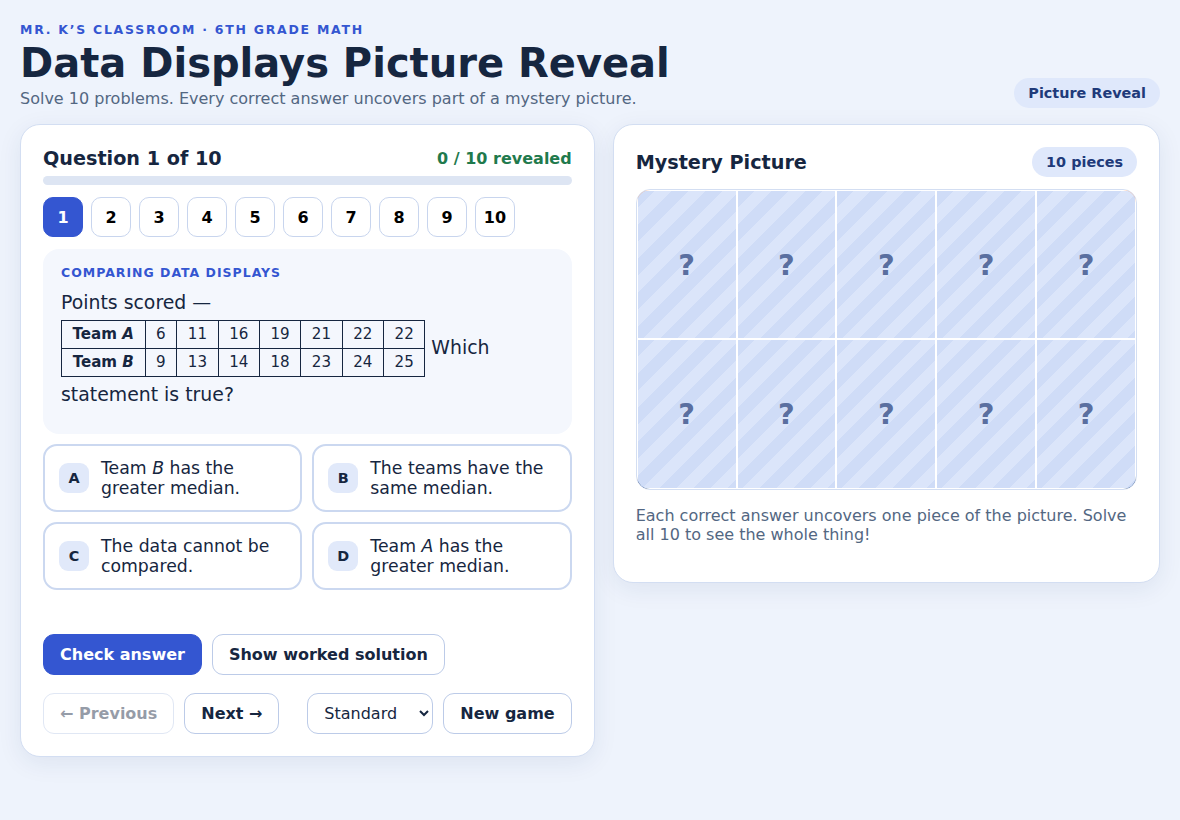 MR. K’S CLASSROOM · 6TH GRADE MATH
Data Displays Picture Reveal
Solve 10 problems. Every correct answer uncovers part of a mystery picture.
Picture Reveal
Question 1 of 10
0 / 10 revealed
1 2 3 4 5 6 7 8 9 10
COMPARING DATA DISPLAYS
Points scored —
Team A 6 11 16 19 21 22 22
Team B 9 13 14 18 23 24 25
Which
statement is true?
A Team B has the
greater median.
B The teams have the
same median.
C The data cannot be
compared.
D Team A has the
greater median.
Check answer
Show worked solution
← Previous
Next →
Standard
New game
Mystery Picture
10 pieces
? ? ? ? ?
? ? ? ? ?
Each correct answer uncovers one piece of the picture. Solve
all 10 to see the whole thing!